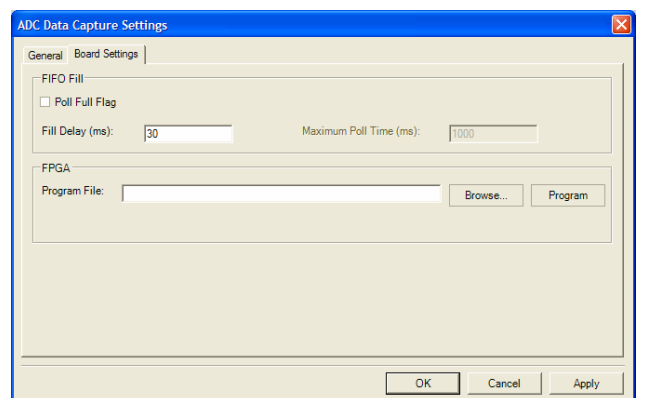 ADC Data Capture Settings
General Board Settings
FIFO Fill
Poll Full Flag
Fill Delay (ms): 30 Maximum Poll Time (ms): 1000
FPGA
Program File: Browse... Program
OK Cancel Apply